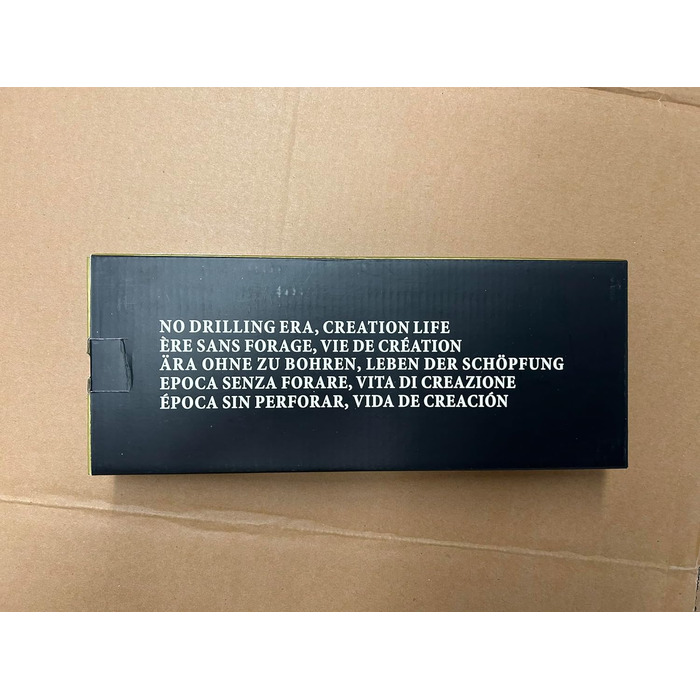 NO DRILLING ERA, CREATION LIFE
ÈRE SANS FORAGE, VIE DE CRÉATION
ÄRA OHNE ZU BOHREN, LEBEN DER SCHÖPFUNG
EPOCA SENZA FORARE, VITA DI CREAZIONE
ÉPOCA SIN PERFORAR, VIDA DE CREACIÓN